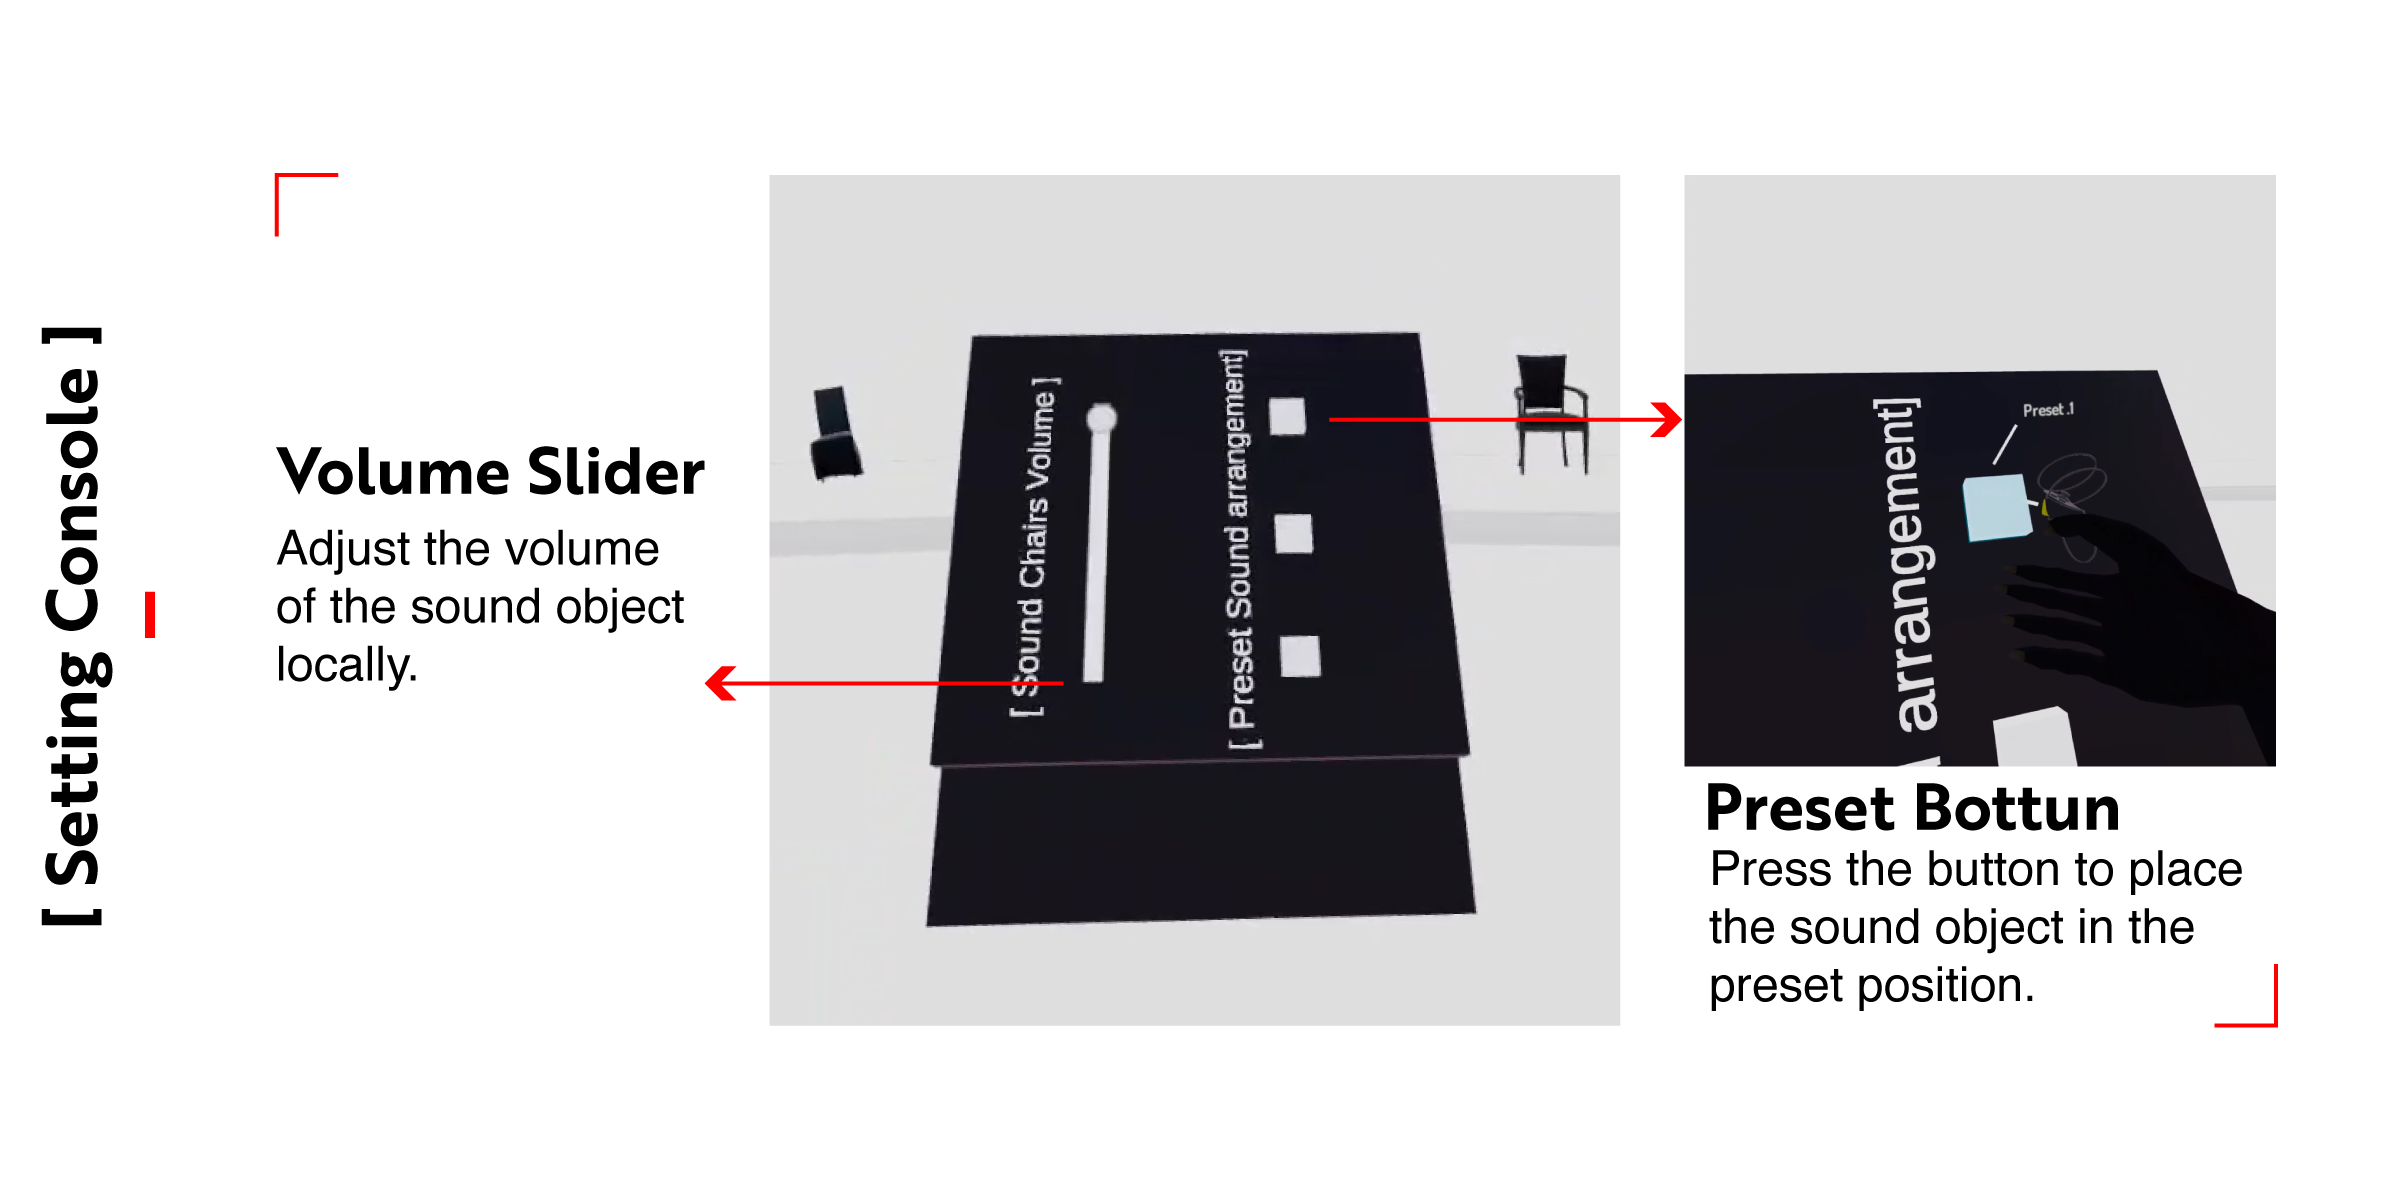 [ Setting Console ]
Volume Slider
Adjust the volume
of the sound object
locally.
[ Sound Chairs Volume ]
[ Preset Sound arrangement]
Preset .1
arrangement]
Preset Bottun
Press the button to place
the sound object in the
preset position.